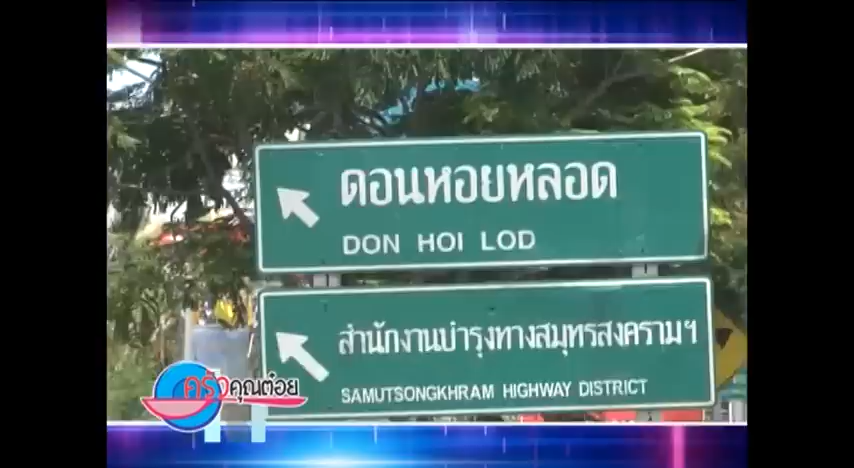 ดอนหอยหลอด
DON HOI LOD
สำนักงานบำรุงทางสมุทรสงครามฯ
SAMUTSONGKHRAM HIGHWAY DISTRICT
ครัวคุณต๋อย